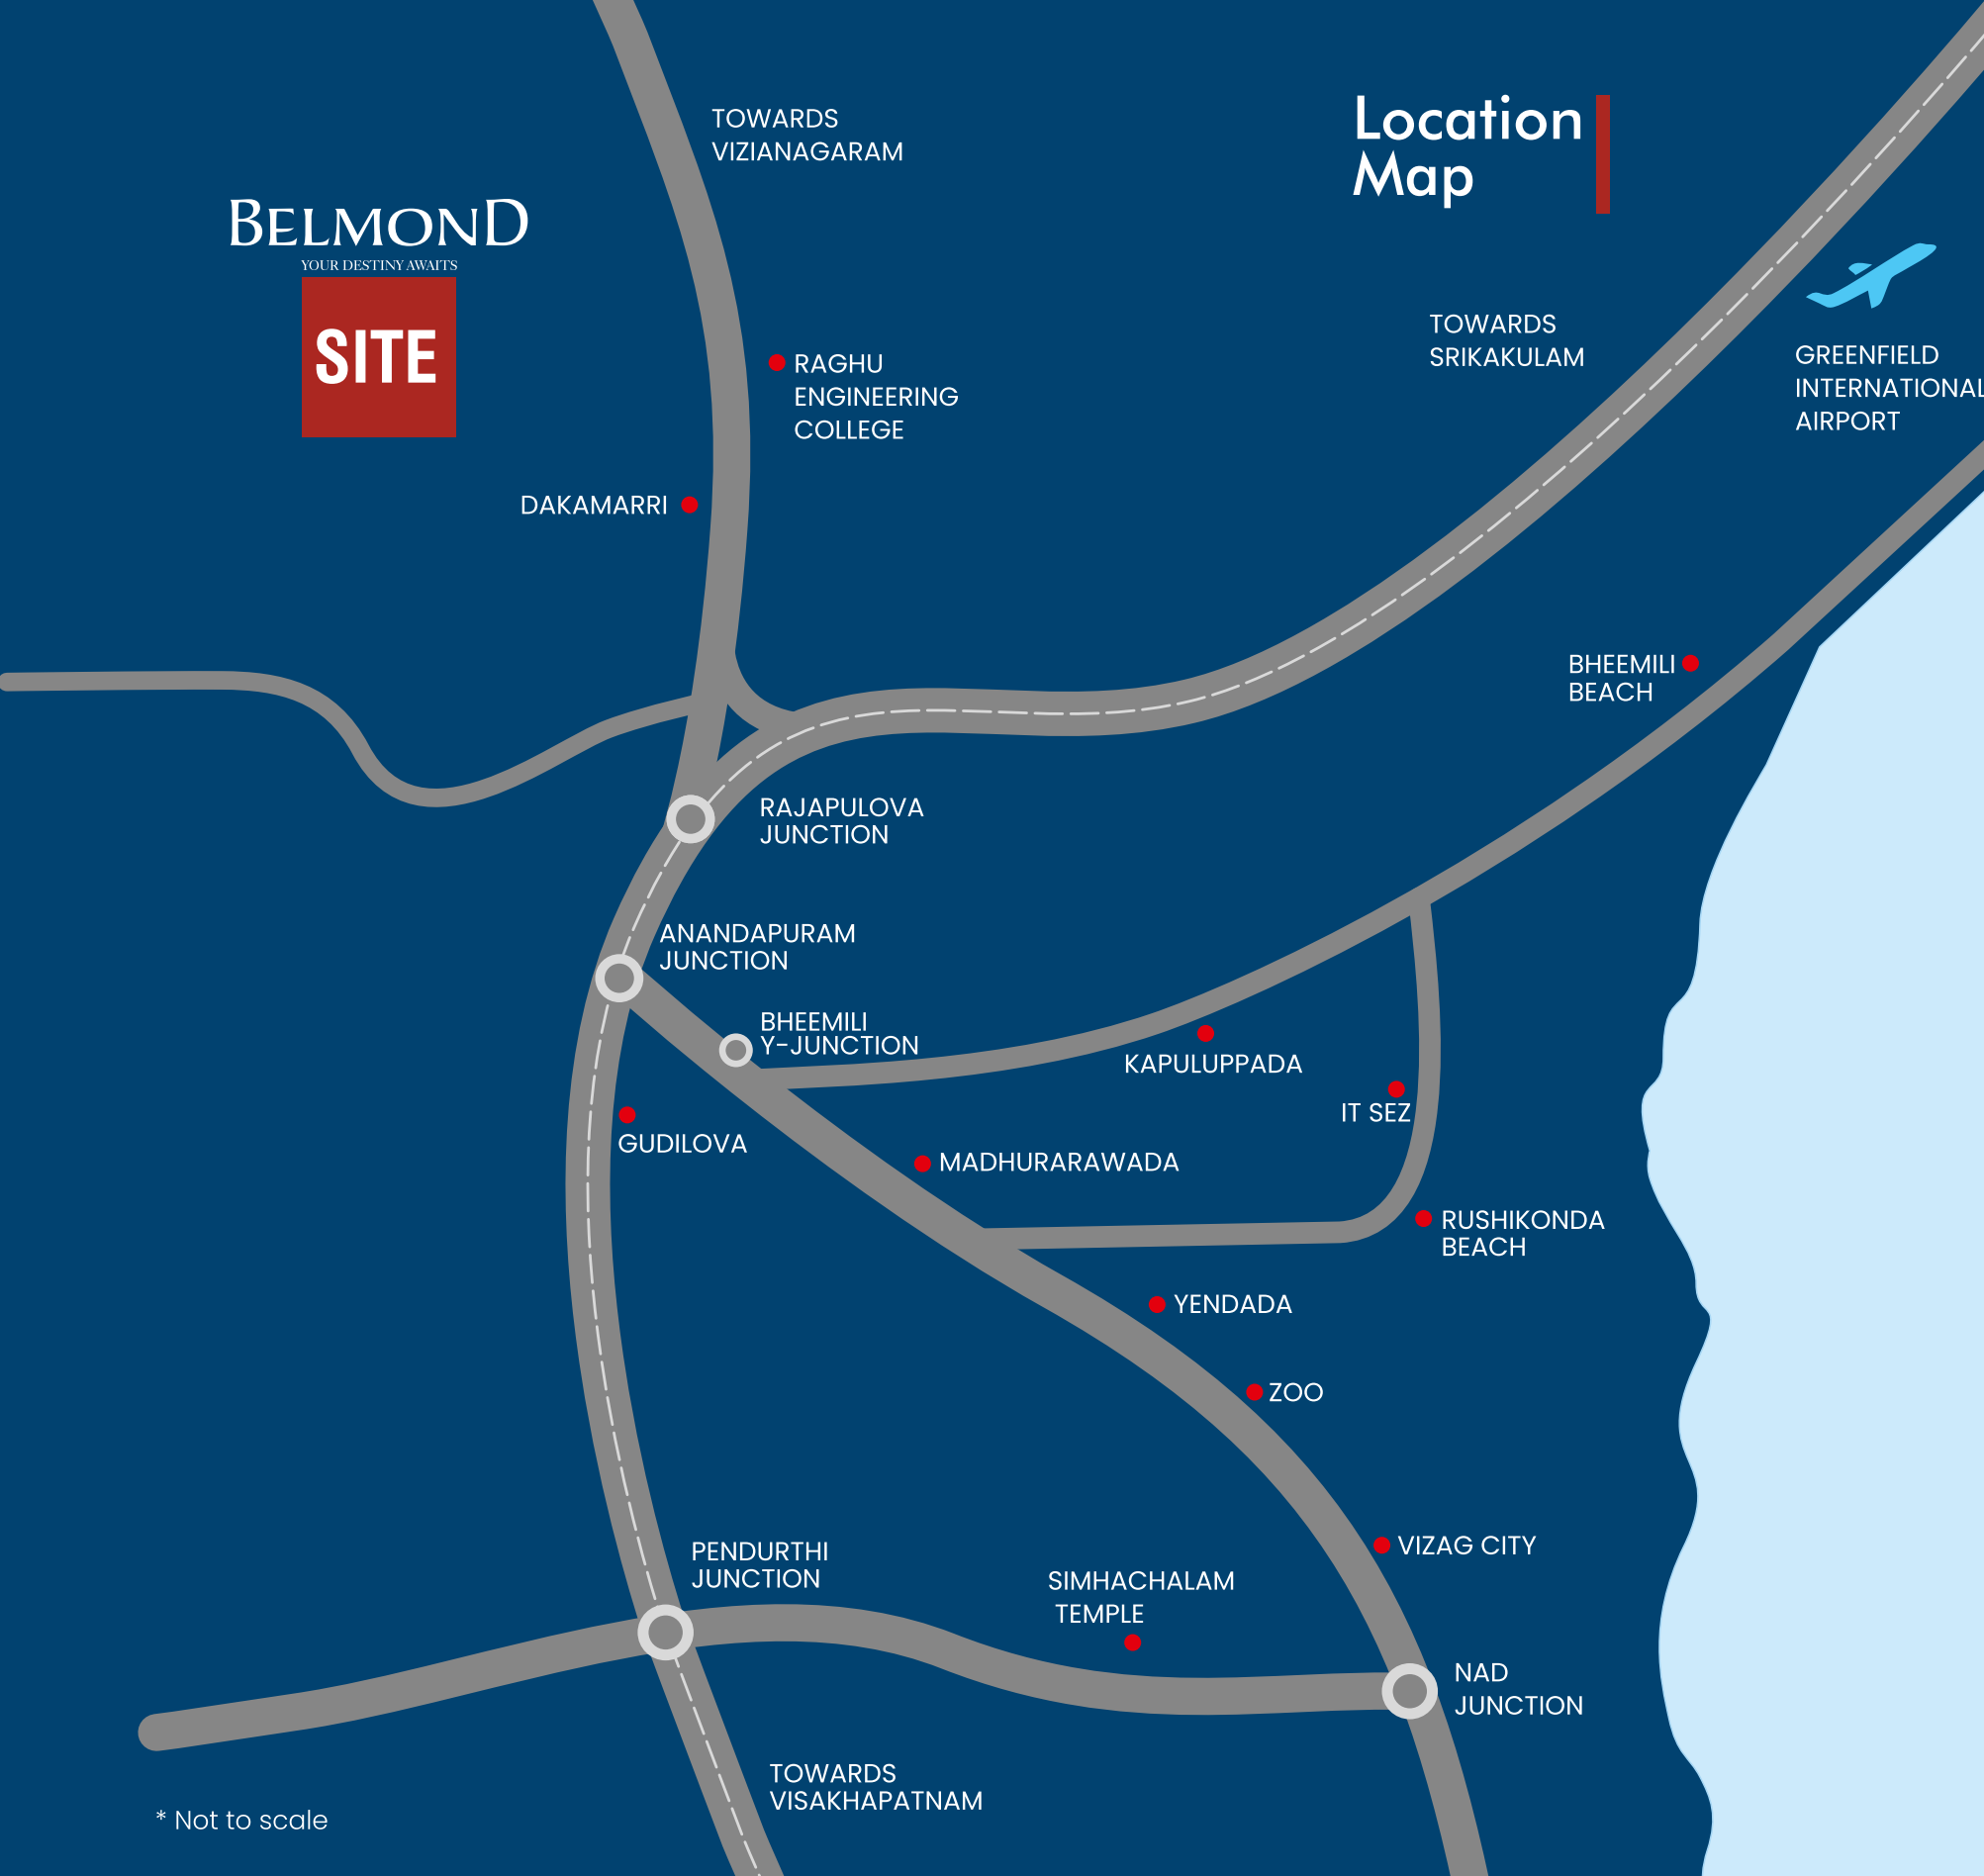 Location
Map
TOWARDS
VIZIANAGARAM
BELMOND
YOUR DESTINY AWAITS
SITE
TOWARDS
SRIKAKULAM
GREENFIELD
INTERNATIONAL
AIRPORT
RAGHU
ENGINEERING
COLLEGE
DAKAMARRI
BHEEMILI
BEACH
RAJAPULOVA
JUNCTION
ANANDAPURAM
JUNCTION
BHEEMILI
Y-JUNCTION
KAPULUPPADA
IT SEZ
GUDILOVA
MADHURARAWADA
RUSHIKONDA
BEACH
YENDADA
ZOO
VIZAG CITY
PENDURTHI
JUNCTION
SIMHACHALAM
TEMPLE
NAD
JUNCTION
TOWARDS
VISAKHAPATNAM
* Not to scale